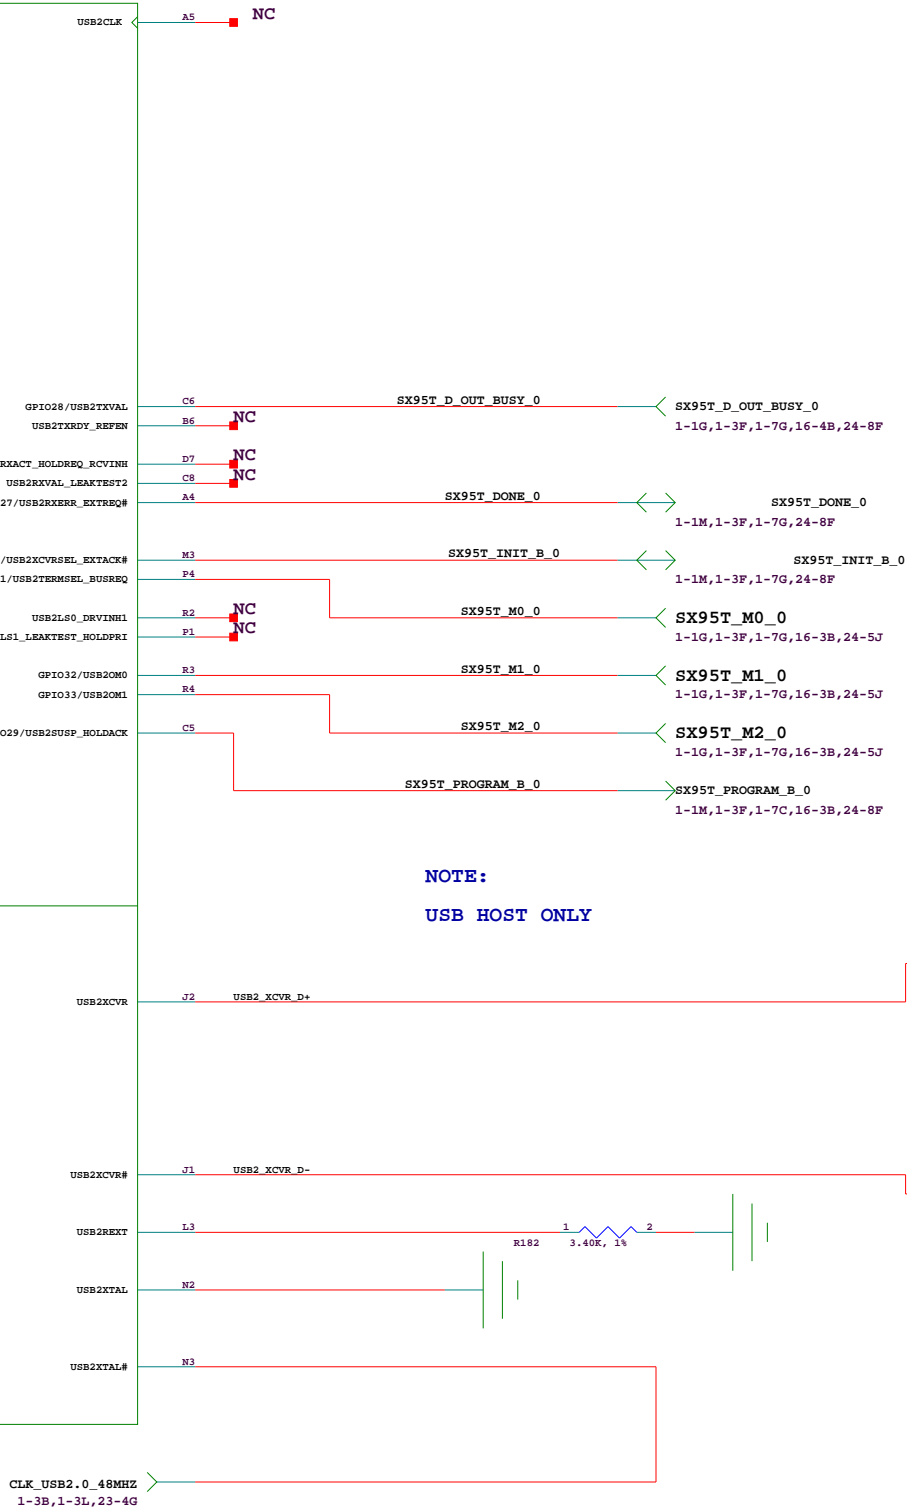 USB2CLK A5 NC
GPIO28/USB2TXVAL C6 SX95T_D_OUT_BUSY_0 SX95T_D_OUT_BUSY_0
1-1G,1-3F,1-7G,16-4B,24-8F
USB2TXRDY_REFEN B6 NC
RXACT_HOLDREQ_RCVINH D7 NC
USB2RXVAL_LEAKTEST2 C8 NC
27/USB2RXERR_EXTREQ# A4 SX95T_DONE_0 SX95T_DONE_0
1-1M,1-3F,1-7G,24-8F
/USB2XCVRSEL_EXTACK# M3 SX95T_INIT_B_0 SX95T_INIT_B_0
1/USB2TERMSEL_BUSREQ P4
1-1M,1-3F,1-7G,24-8F
USB2LS0_DRVINH1 R2 NC SX95T_M0_0 SX95T_M0_0
LS1_LEAKTEST_HOLDPRI P1 NC
1-1G,1-3F,1-7G,16-3B,24-5J
GPIO32/USB2OM0 R3 SX95T_M1_0 SX95T_M1_0
GPIO33/USB2OM1 R4
1-1G,1-3F,1-7G,16-3B,24-5J
O29/USB2SUSP_HOLDACK C5 SX95T_M2_0 SX95T_M2_0
1-1G,1-3F,1-7G,16-3B,24-5J
SX95T_PROGRAM_B_0 SX95T_PROGRAM_B_0
1-1M,1-3F,1-7C,16-3B,24-8F
NOTE:
USB HOST ONLY
USB2XCVR J2 USB2_XCVR_D+
USB2XCVR# J1 USB2_XCVR_D-
USB2REXT L3 1 2
R182 3.40K, 1%
USB2XTAL N2
USB2XTAL# N3
CLK_USB2.0_48MHZ
1-3B,1-3L,23-4G